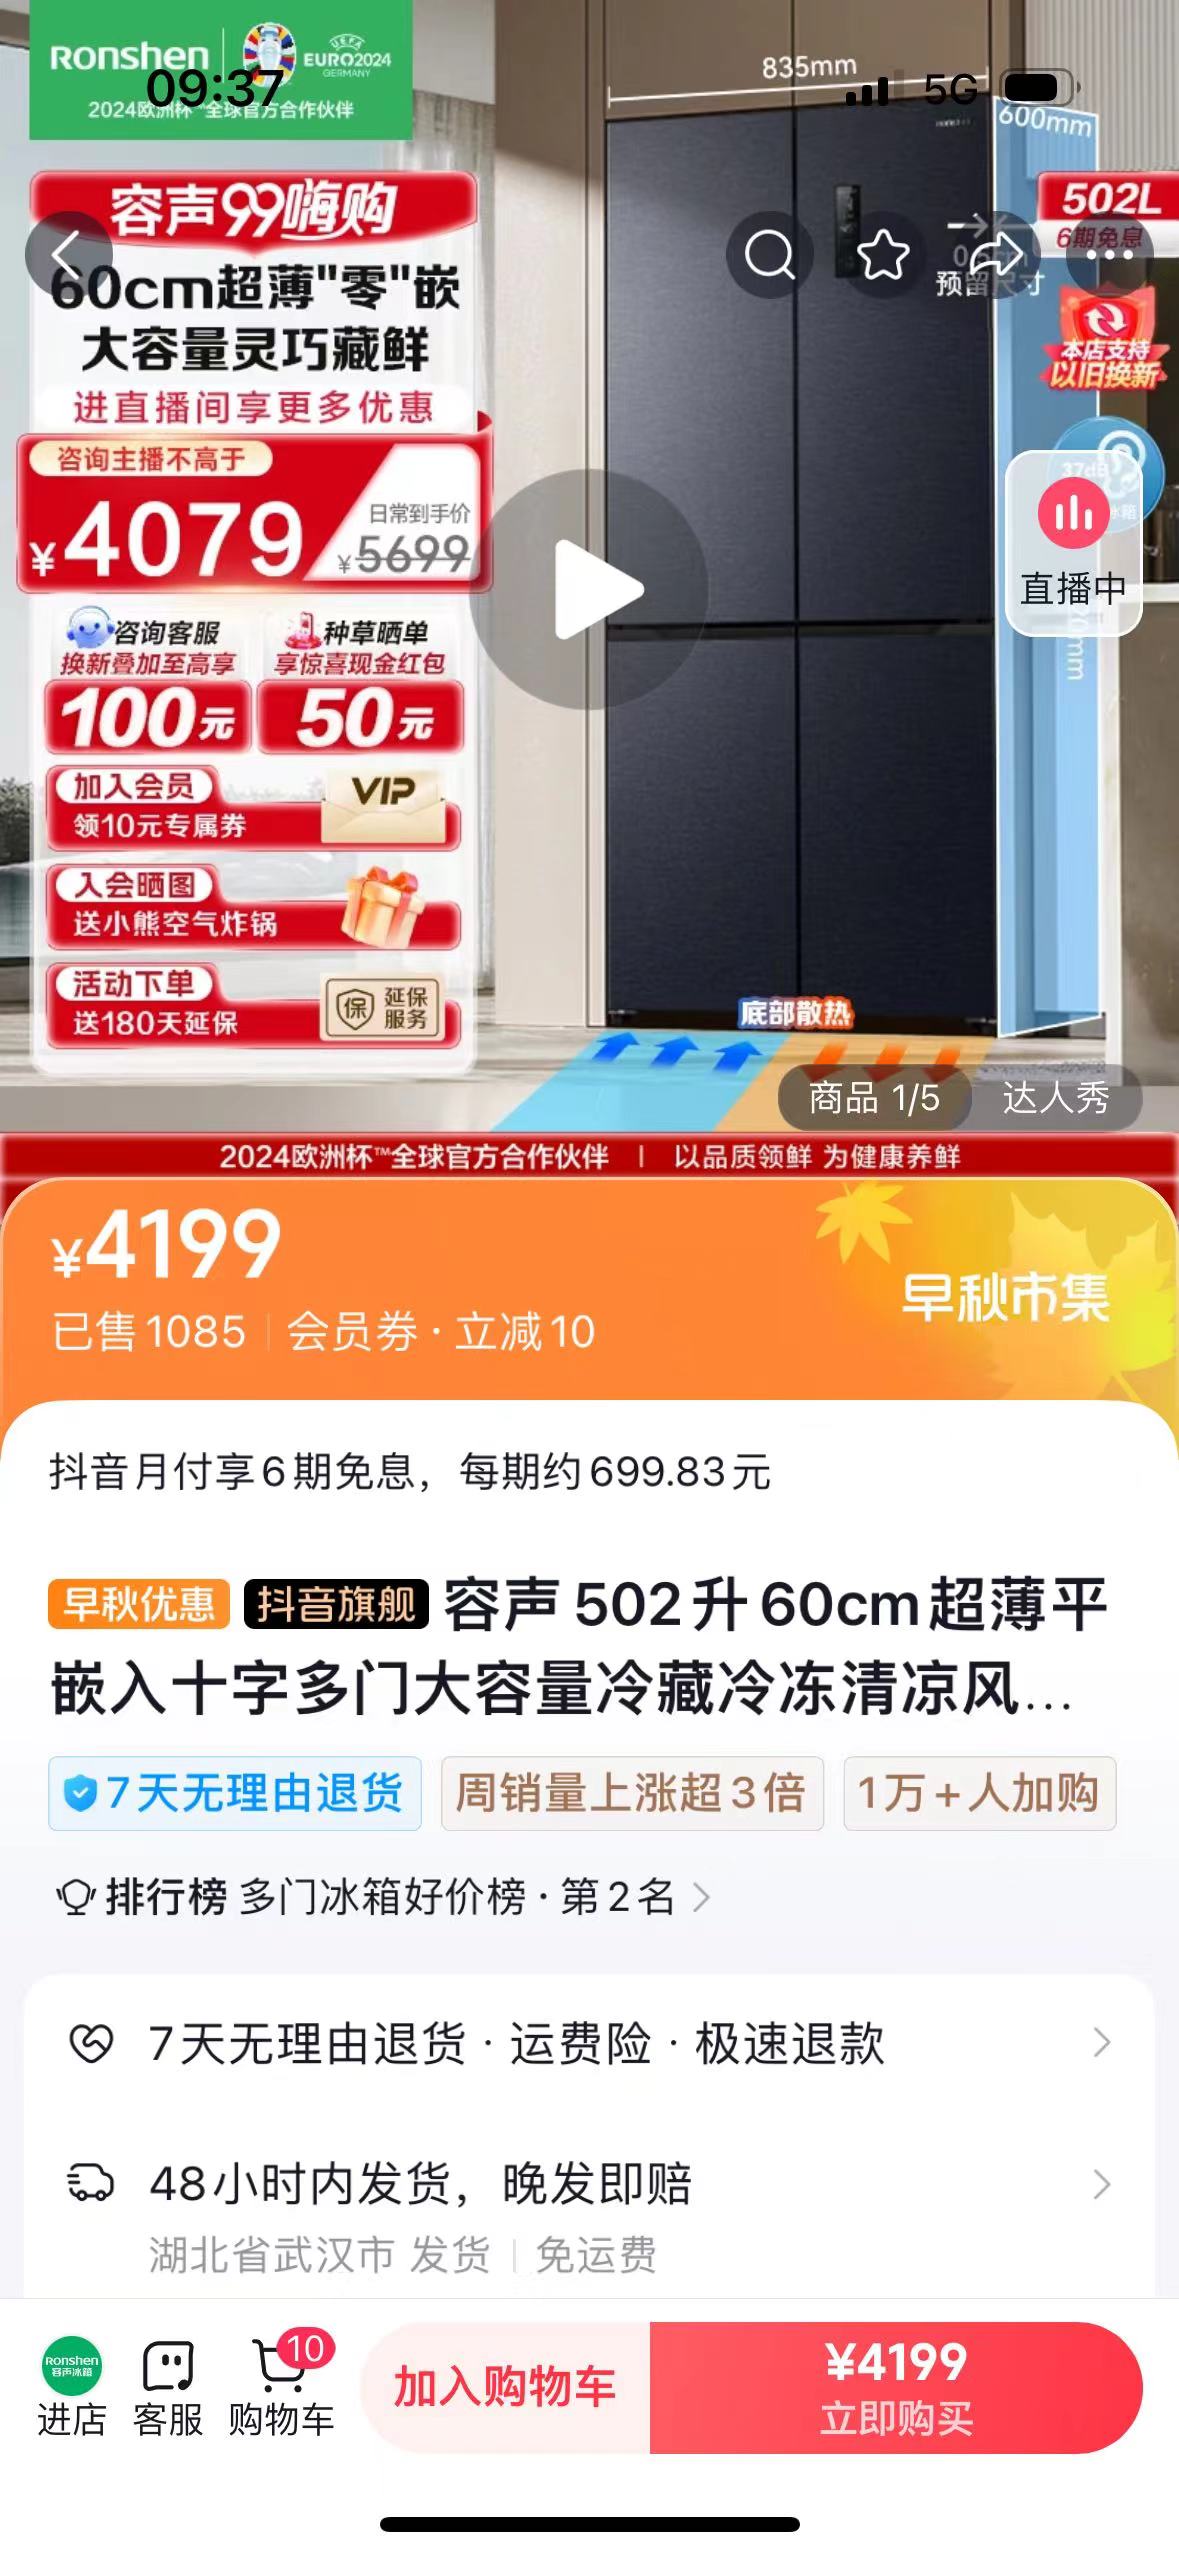 Ronshen
UEFA
EURO2024
GERMANY
09:37
5G
2024欧洲杯™全球官方合作伙伴
835mm
600mm
容声99嗨购
502L
6期免息
60cm超薄"零"嵌
预留尺寸
大容量灵巧藏鲜
本店支持
以旧换新
进直播间享更多优惠
咨询主播不高于
¥4079
日常到手价
¥5699
37dB
直播中
咨询客服
换新叠加至高享
100元
种草晒单
享惊喜现金红包
50元
加入会员
领10元专属券
VIP
入会晒图
送小熊空气炸锅
活动下单
送180天延保
保
延保
服务
底部散热
商品 1/5
达人秀
2024欧洲杯™全球官方合作伙伴 | 以品质领鲜 为健康养鲜
¥4199
已售1085 | 会员券·立减10
早秋市集
抖音月付享6期免息，每期约699.83元
早秋优惠 抖音旗舰 容声502升60cm超薄平
嵌入十字多门大容量冷藏冷冻清凉风...
7天无理由退货
周销量上涨超3倍
1万+人加购
排行榜 多门冰箱好价榜·第2名
7天无理由退货·运费险·极速退款
48小时内发货，晚发即赔
湖北省武汉市 发货 | 免运费
Ronshen
容声冰箱
进店
客服
10
购物车
加入购物车
¥4199
立即购买